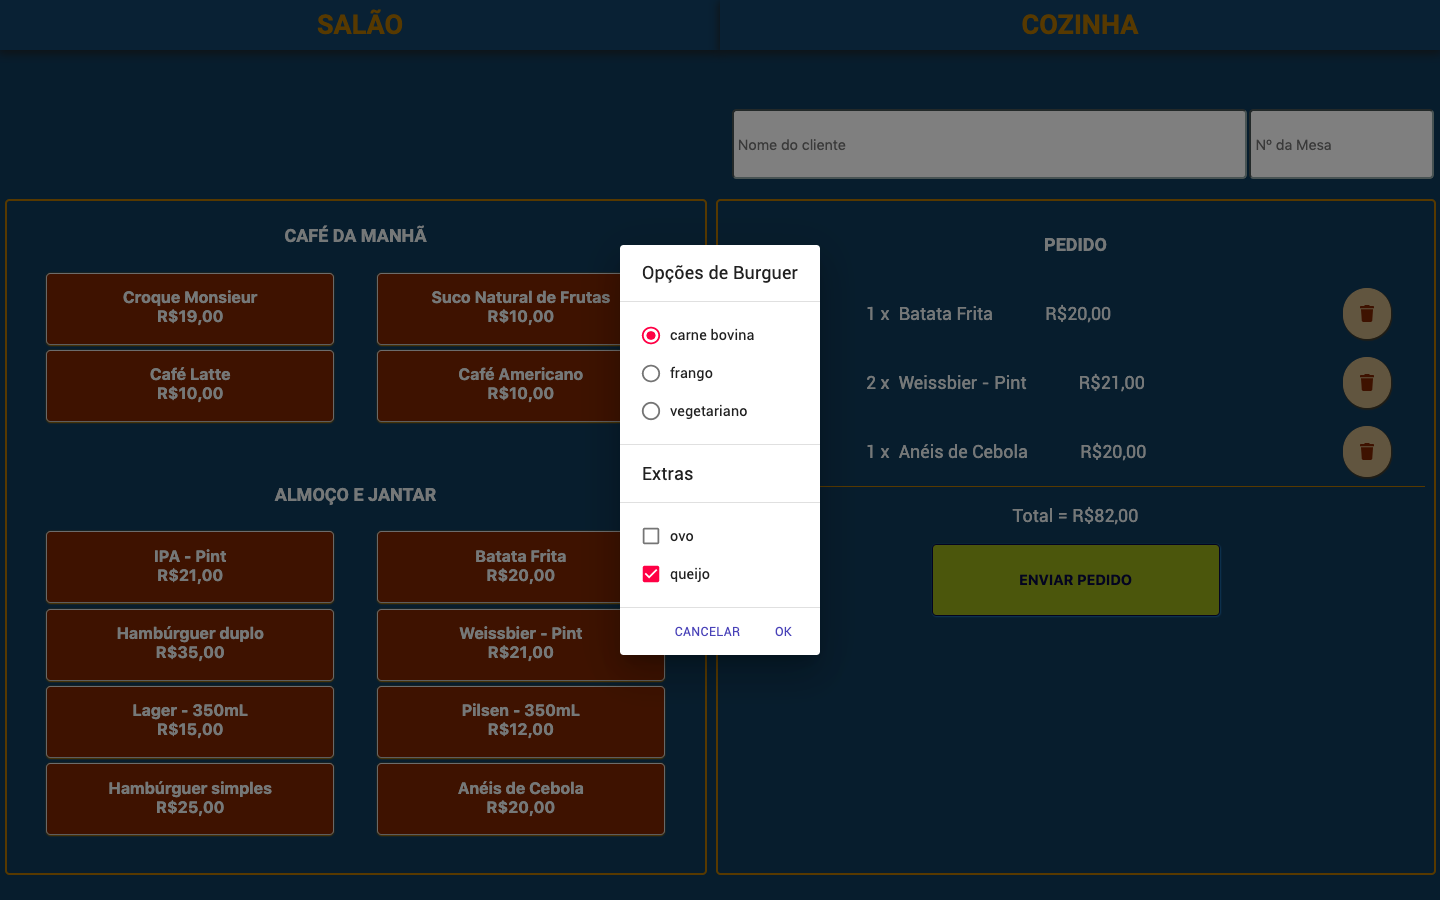 SALÃO
COZINHA
Nome do cliente
Nº da Mesa
CAFÉ DA MANHÃ
Croque Monsieur
R$19,00
Suco Natural de Frutas
R$10,00
Café Latte
R$10,00
Café Americano
R$10,00
ALMOÇO E JANTAR
IPA - Pint
R$21,00
Batata Frita
R$20,00
Hambúrguer duplo
R$35,00
Weissbier - Pint
R$21,00
Lager - 350mL
R$15,00
Pilsen - 350mL
R$12,00
Hambúrguer simples
R$25,00
Anéis de Cebola
R$20,00
Opções de Burguer
carne bovina
frango
vegetariano
Extras
ovo
queijo
CANCELAR OK
PEDIDO
1 x Batata Frita R$20,00
2 x Weissbier - Pint R$21,00
1 x Anéis de Cebola R$20,00
Total = R$82,00
ENVIAR PEDIDO